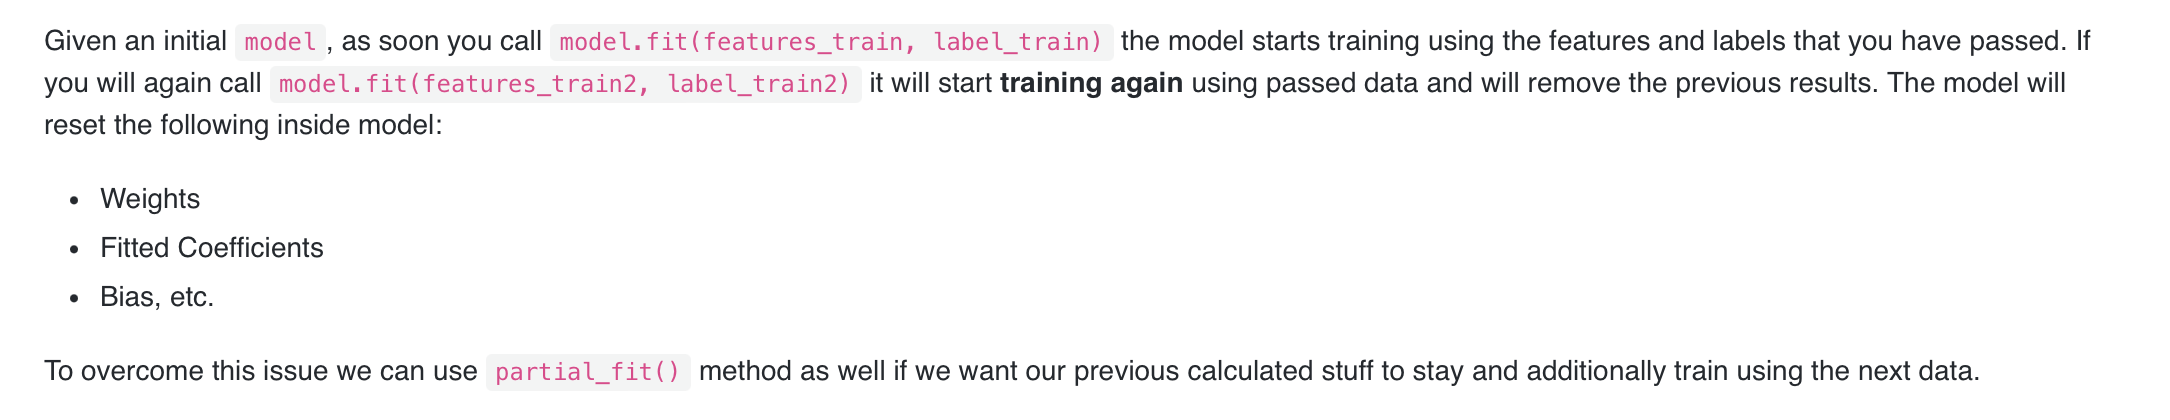 Given an initial model , as soon you call model.fit(features_train, label_train) the model starts training using the features and labels that you have passed. If
you will again call model.fit(features_train2, label_train2) it will start training again using passed data and will remove the previous results. The model will
reset the following inside model:
• Weights
• Fitted Coefficients
• Bias, etc.
To overcome this issue we can use partial_fit() method as well if we want our previous calculated stuff to stay and additionally train using the next data.